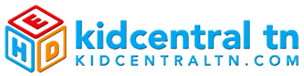 E
H D
kidcentral tn
KIDCENTRALTN.COM